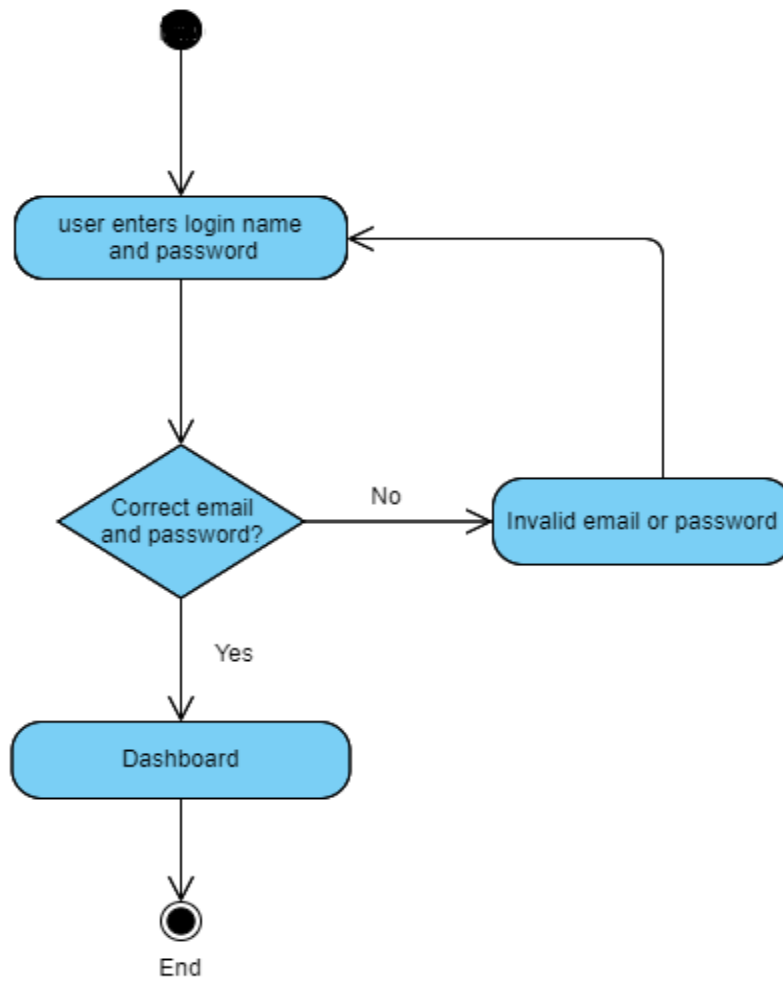 user enters login name
and password
Correct email
and password?
No
Invalid email or password
Yes
Dashboard
End